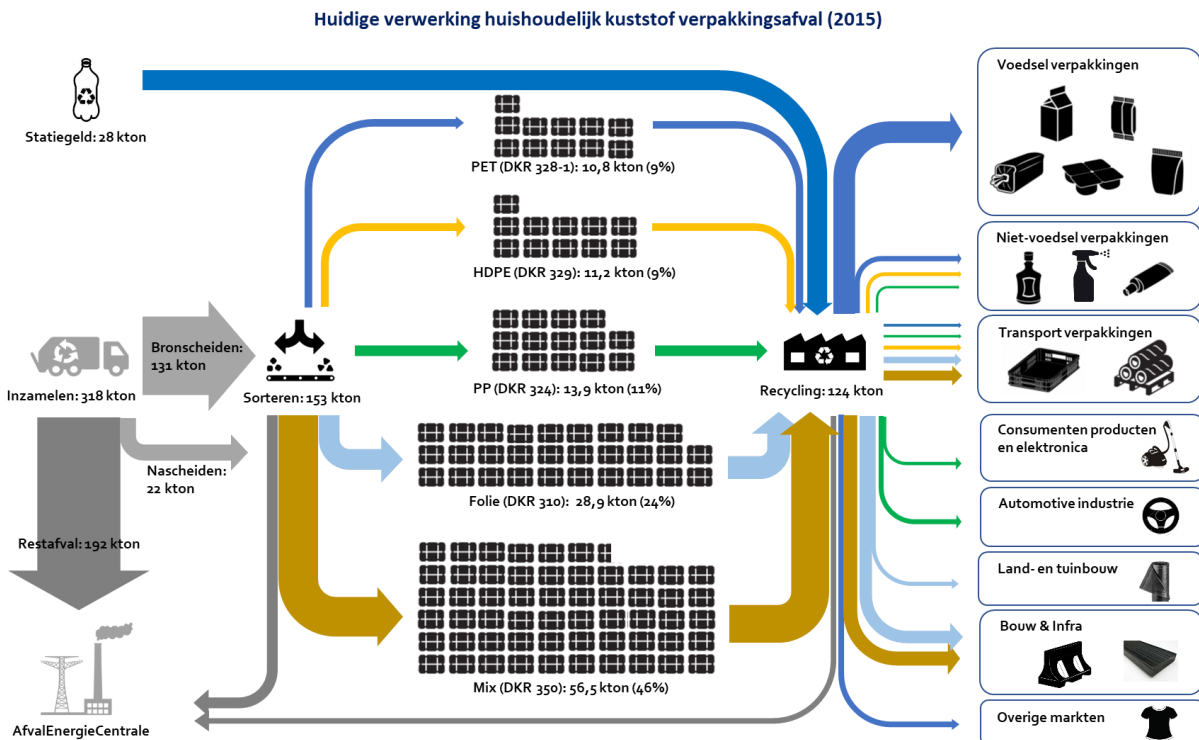 Huidige verwerking huishoudelijk kuststof verpakkingsafval (2015)
Statiegeld: 28 kton
PET (DKR 328-1): 10,8 kton (9%)
HDPE (DKR 329): 11,2 kton (9%)
Bronscheiden:
131 kton
Inzamelen: 318 kton
Sorteren: 153 kton
PP (DKR 324): 13,9 kton (11%)
Recycling: 124 kton
Nascheiden:
22 kton
Folie (DKR 310): 28,9 kton (24%)
Restafval: 192 kton
Mix (DKR 350): 56,5 kton (46%)
AfvalEnergieCentrale
Voedsel verpakkingen
Niet-voedsel verpakkingen
Transport verpakkingen
Consumenten producten
en elektronica
Automotive industrie
Land- en tuinbouw
Bouw & Infra
Overige markten